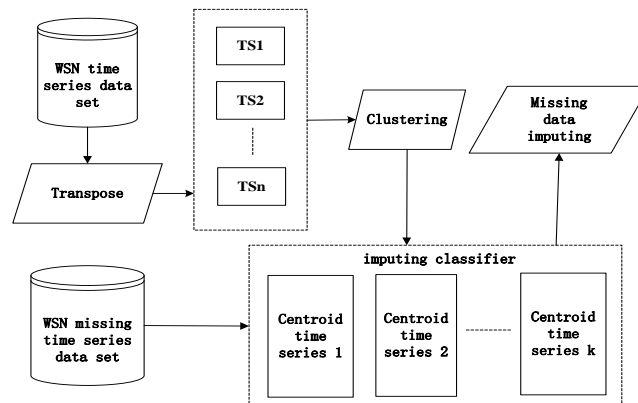 WSN time
series data
set
TS1
TS2
TSn
Transpose
Clustering
Missing
data
imputing
imputing classifier
WSN missing
time series
data set
Centroid
time
series 1
Centroid
time
series 2
Centroid
time
series k